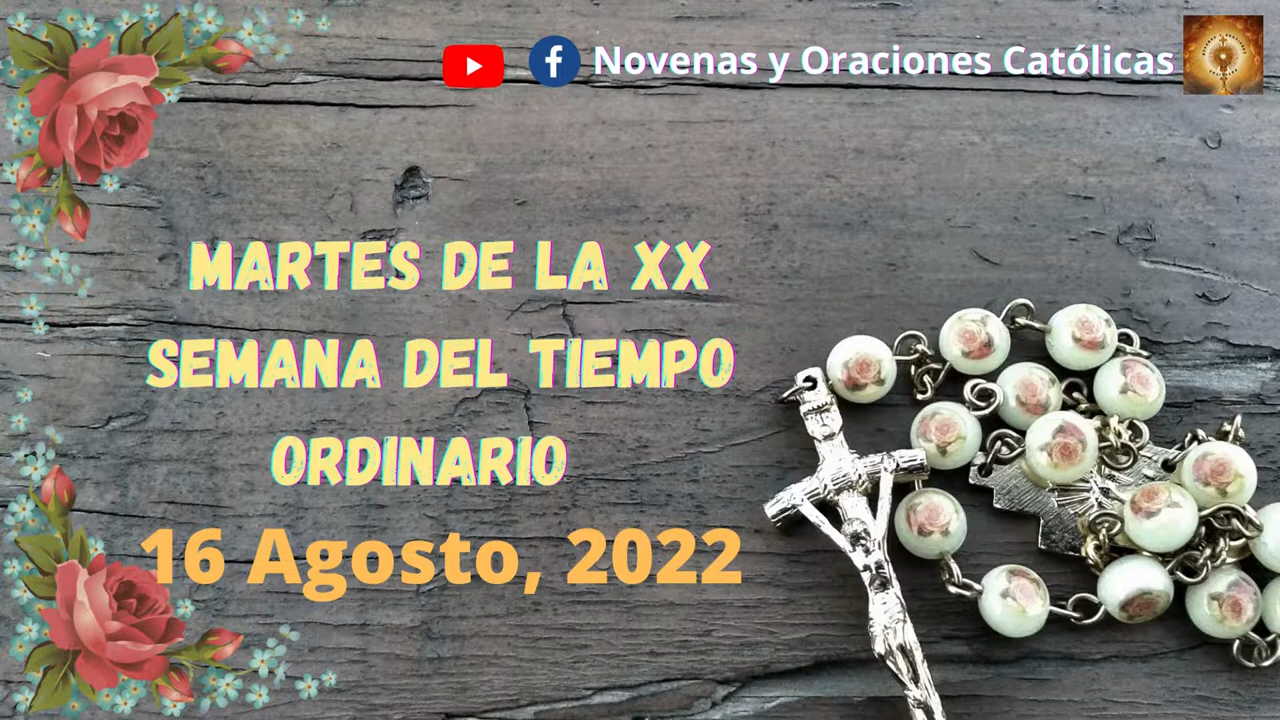 Novenas y Oraciones Católicas
MARTES DE LA XX
SEMANA DEL TIEMPO
ORDINARIO
16 Agosto, 2022